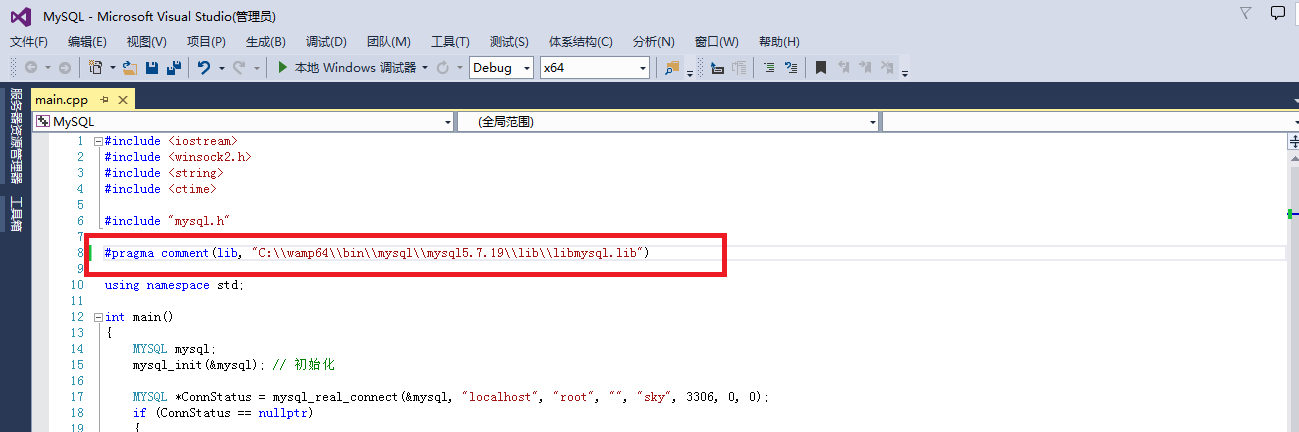 MySQL - Microsoft Visual Studio(管理员)
文件(F) 编辑(E) 视图(V) 项目(P) 生成(B) 调试(D) 团队(M) 工具(T) 测试(S) 体系结构(C) 分析(N) 窗口(W) 帮助(H)
本地 Windows 调试器 Debug x64
服务器资源管理器
工具箱
main.cpp
MySQL (全局范围)
1 #include <iostream>
2 #include <winsock2.h>
3 #include <string>
4 #include <ctime>
5
6 #include "mysql.h"
7
8 #pragma comment(lib, "C:\\wamp64\\bin\\mysql\\mysql5.7.19\\lib\\libmysql.lib")
9
10 using namespace std;
11
12 int main()
13 {
14 MYSQL mysql;
15 mysql_init(&mysql); // 初始化
16
17 MYSQL *ConnStatus = mysql_real_connect(&mysql, "localhost", "root", "", "sky", 3306, 0, 0);
18 if (ConnStatus == nullptr)
19 {